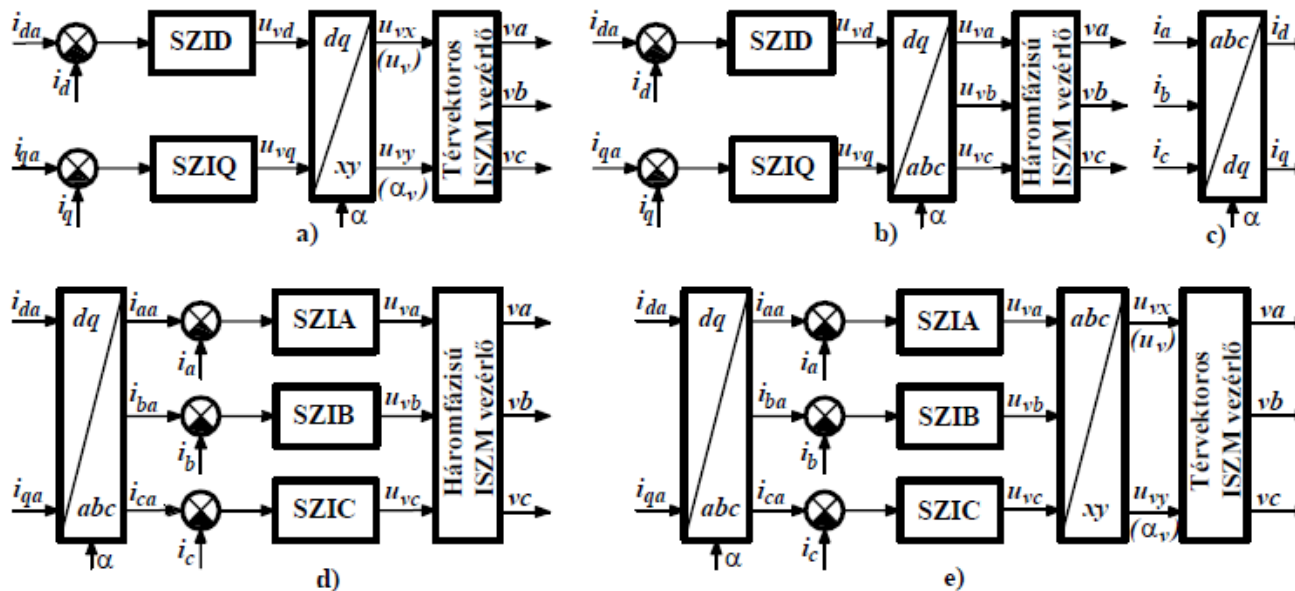 i_da
SZID
u_vd
dq
u_vx
(u_v)
va
i_d
vb
i_qa
SZIQ
u_vq
xy
u_vy
(α_v)
vc
i_q
α
Térvektoros
ISZM vezérlő
a)
i_da
SZID
u_vd
dq
u_va
va
i_d
u_vb
vb
i_qa
SZIQ
u_vq
abc
u_vc
vc
i_q
α
Háromfázisú
ISZM vezérlő
b)
i_a
abc
i_d
i_b
i_c
dq
i_q
α
c)
i_da
dq
i_aa
SZIA
u_va
va
i_a
i_ba
SZIB
u_vb
vb
i_b
i_qa
abc
i_ca
SZIC
u_vc
vc
i_c
α
Háromfázisú
ISZM vezérlő
d)
i_da
dq
i_aa
SZIA
u_va
abc
u_vx
(u_v)
va
i_a
i_ba
SZIB
u_vb
vb
i_b
i_qa
abc
i_ca
SZIC
u_vc
xy
u_vy
(α_v)
vc
i_c
α
Térvektoros
ISZM vezérlő
e)